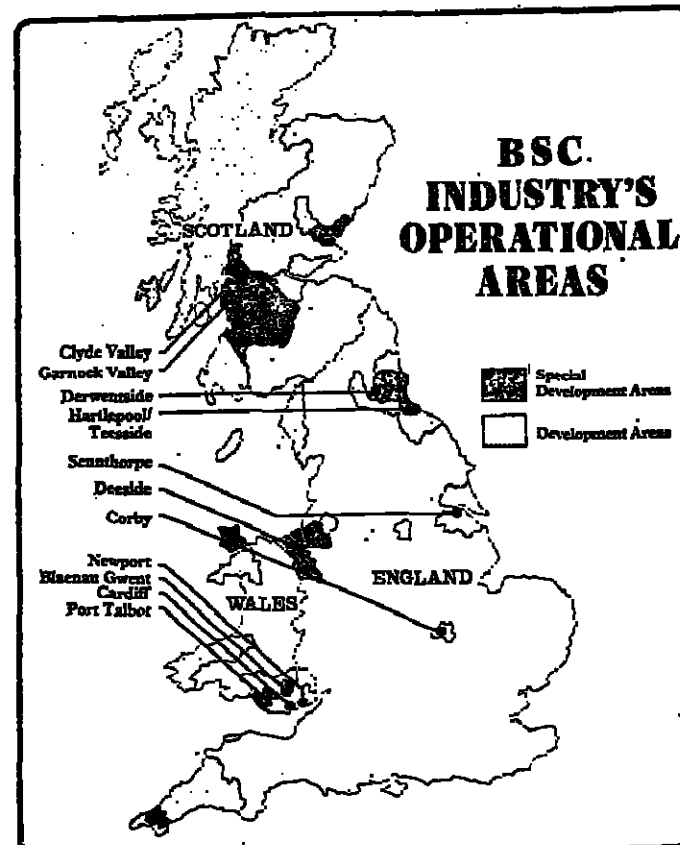 BSC
INDUSTRY'S
OPERATIONAL
AREAS
SCOTLAND
Clyde Valley
Garnock Valley
Derwentside
Hartlepool/
Teesside
Special
Development Areas
Development Areas
Scunthorpe
Deeside
Corby
Newport
Blaenau Gwent
Cardiff
Port Talbot
ENGLAND
WALES